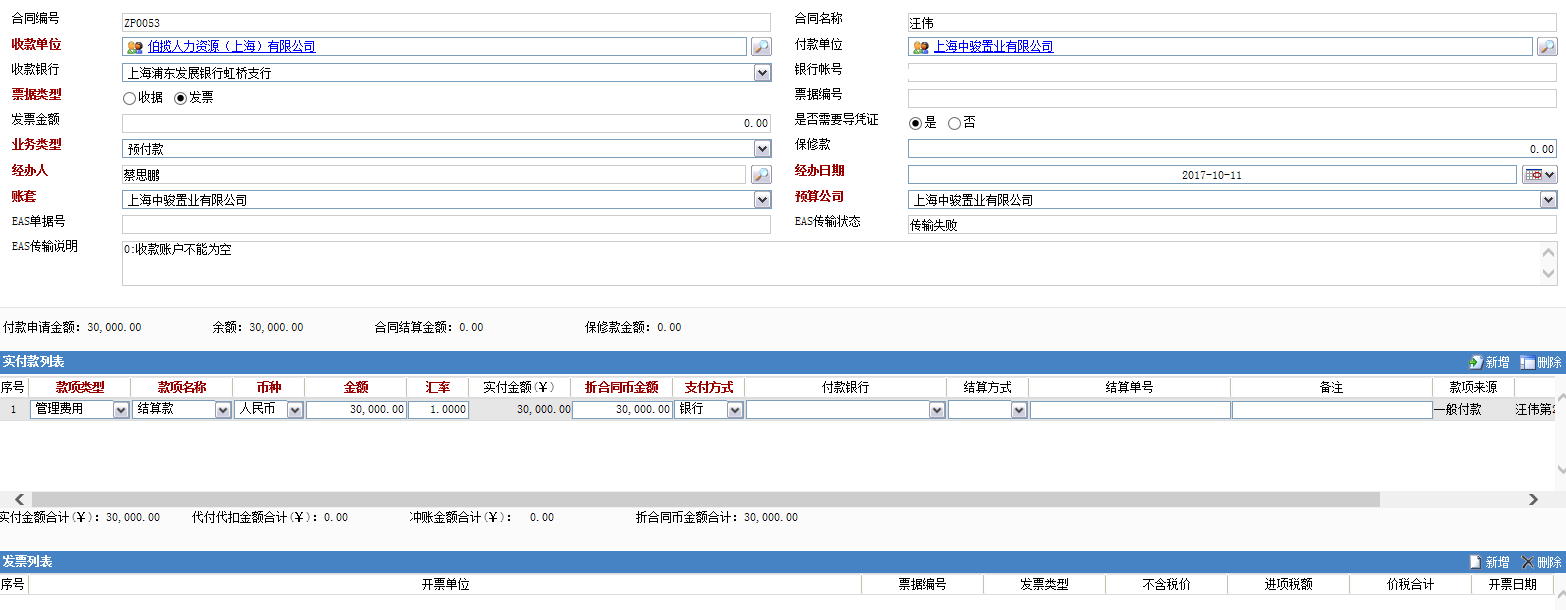 合同编号 ZP0053 合同名称 汪伟
收款单位 伯揽人力资源（上海）有限公司 付款单位 上海中骏置业有限公司
收款银行 上海浦东发展银行虹桥支行 银行帐号
票据类型 收据 发票 票据编号
发票金额 0.00 是否需要导凭证 是 否
业务类型 预付款 保修款 0.00
经办人 蔡思鹏 经办日期 2017-10-11
账套 上海中骏置业有限公司 预算公司 上海中骏置业有限公司
EAS单据号 EAS传输状态 传输失败
EAS传输说明 0:收款账户不能为空
付款申请金额：30,000.00 余额：30,000.00 合同结算金额：0.00 保修款金额：0.00
实付款列表 新增 删除
序号 款项类型 款项名称 币种 金额 汇率 实付金额(￥) 折合同币金额 支付方式 付款银行 结算方式 结算单号 备注 款项来源
1 管理费用 结算款 人民币 30,000.00 1.0000 30,000.00 30,000.00 银行 一般付款 汪伟第
实付金额合计(￥)：30,000.00 代付代扣金额合计(￥)：0.00 冲账金额合计(￥)： 0.00 折合同币金额合计：30,000.00
发票列表 新增 删除
序号 开票单位 票据编号 发票类型 不含税价 进项税额 价税合计 开票日期